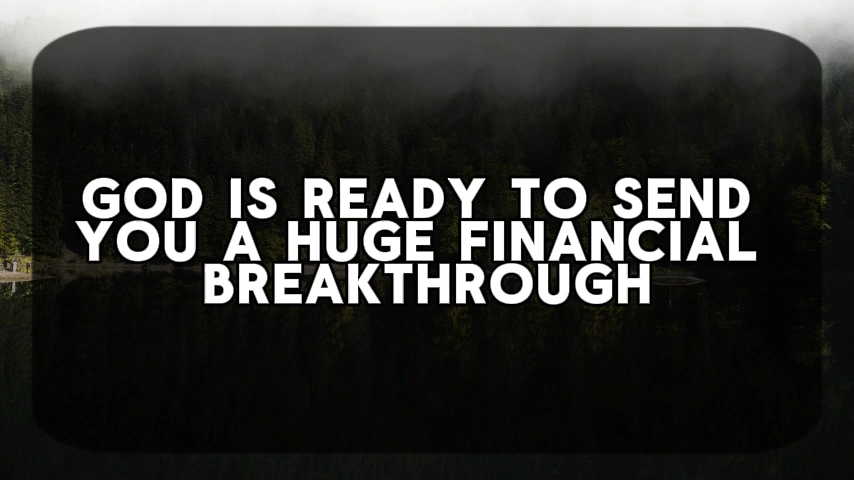 GOD IS READY TO SEND
YOU A HUGE FINANCIAL
BREAKTHROUGH